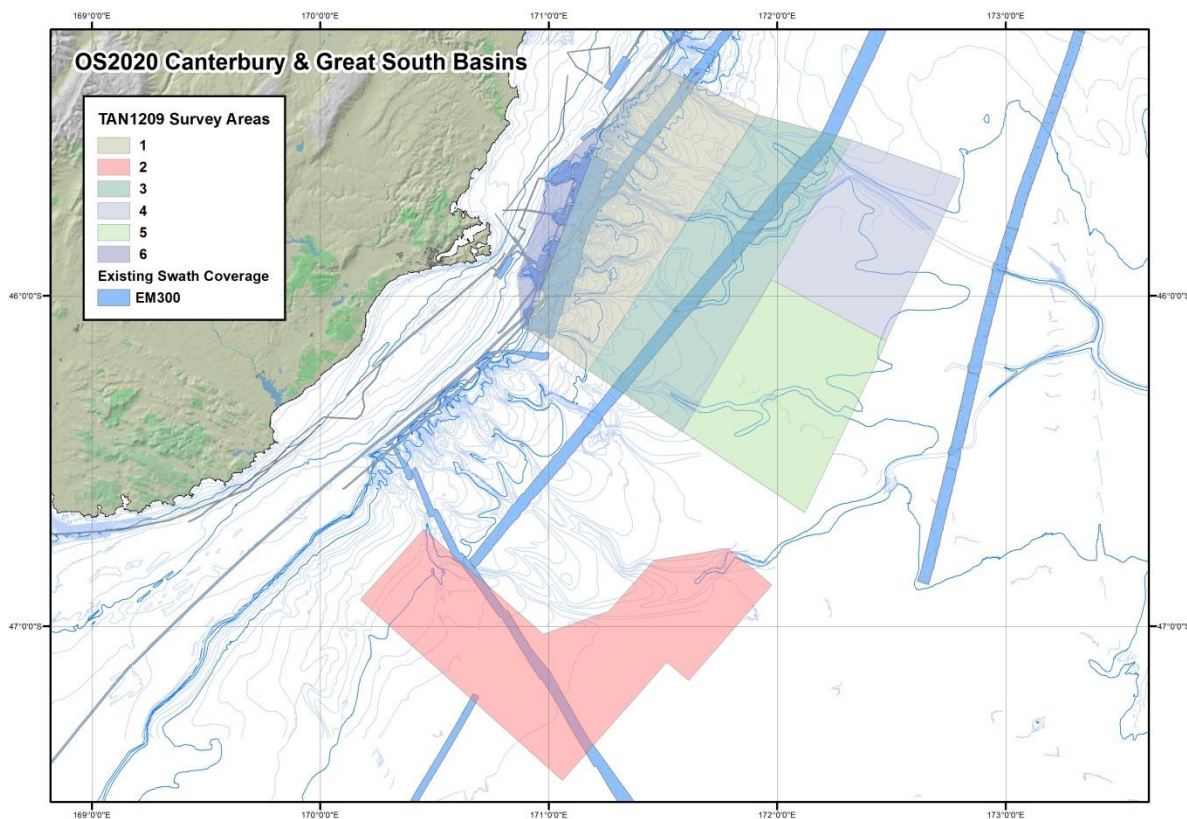 169°0'0"E 170°0'0"E 171°0'0"E 172°0'0"E 173°0'0"E
OS2020 Canterbury & Great South Basins
TAN1209 Survey Areas
1
2
3
4
5
6
Existing Swath Coverage
EM300
46°0'0"S 46°0'0"S
47°0'0"S 47°0'0"S
169°0'0"E 170°0'0"E 171°0'0"E 172°0'0"E 173°0'0"E